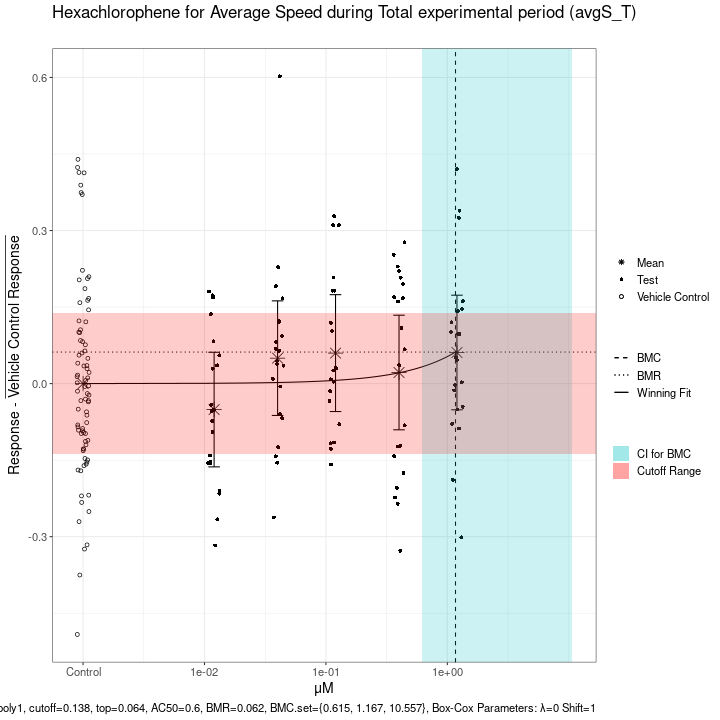 Hexachlorophene for Average Speed during Total experimental period (avgS_T)
Response - Vehicle Control Response
0.6
0.3
0.0
-0.3
Control
1e-02
1e-01
1e+00
μM
Mean
Test
Vehicle Control
BMC
BMR
Winning Fit
CI for BMC
Cutoff Range
cutoff=0.138, top=0.064, AC50=0.6, BMR=0.062, BMC.set={0.615, 1.167, 10.557}, Box-Cox Parameters: λ=0 Shift=1